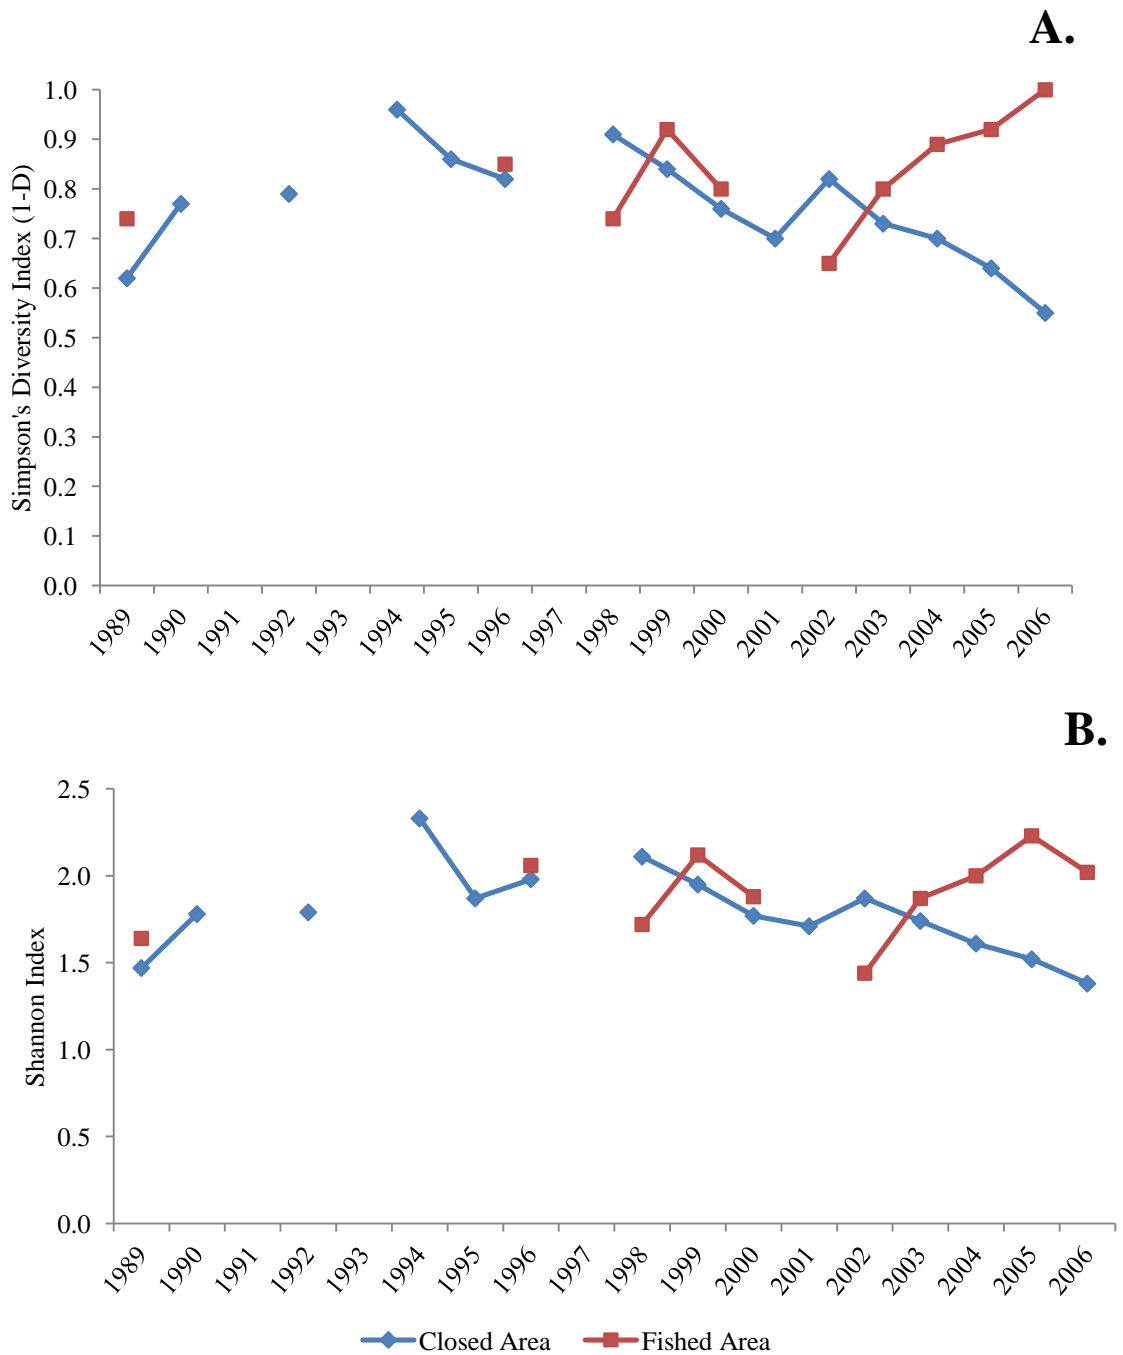 A.
Simpson's Diversity Index (1-D)
1.0
0.9
0.8
0.7
0.6
0.5
0.4
0.3
0.2
0.1
0.0
1989 1990 1991 1992 1993 1994 1995 1996 1997 1998 1999 2000 2001 2002 2003 2004 2005 2006
B.
Shannon Index
2.5
2.0
1.5
1.0
0.5
0.0
1989 1990 1991 1992 1993 1994 1995 1996 1997 1998 1999 2000 2001 2002 2003 2004 2005 2006
Closed Area Fished Area